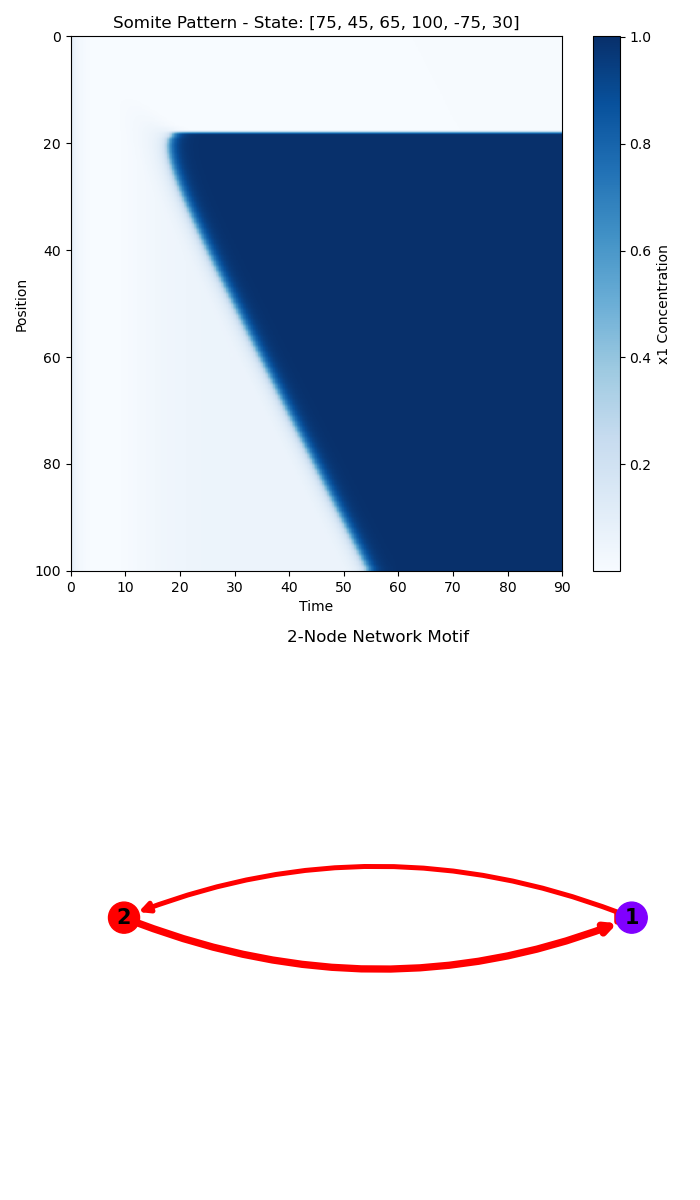 Somite Pattern - State: [75, 45, 65, 100, -75, 30]
0
20
40
60
80
100
Position
0 10 20 30 40 50 60 70 80 90
Time
1.0
0.8
0.6
0.4
0.2
x1 Concentration
2-Node Network Motif
2
1